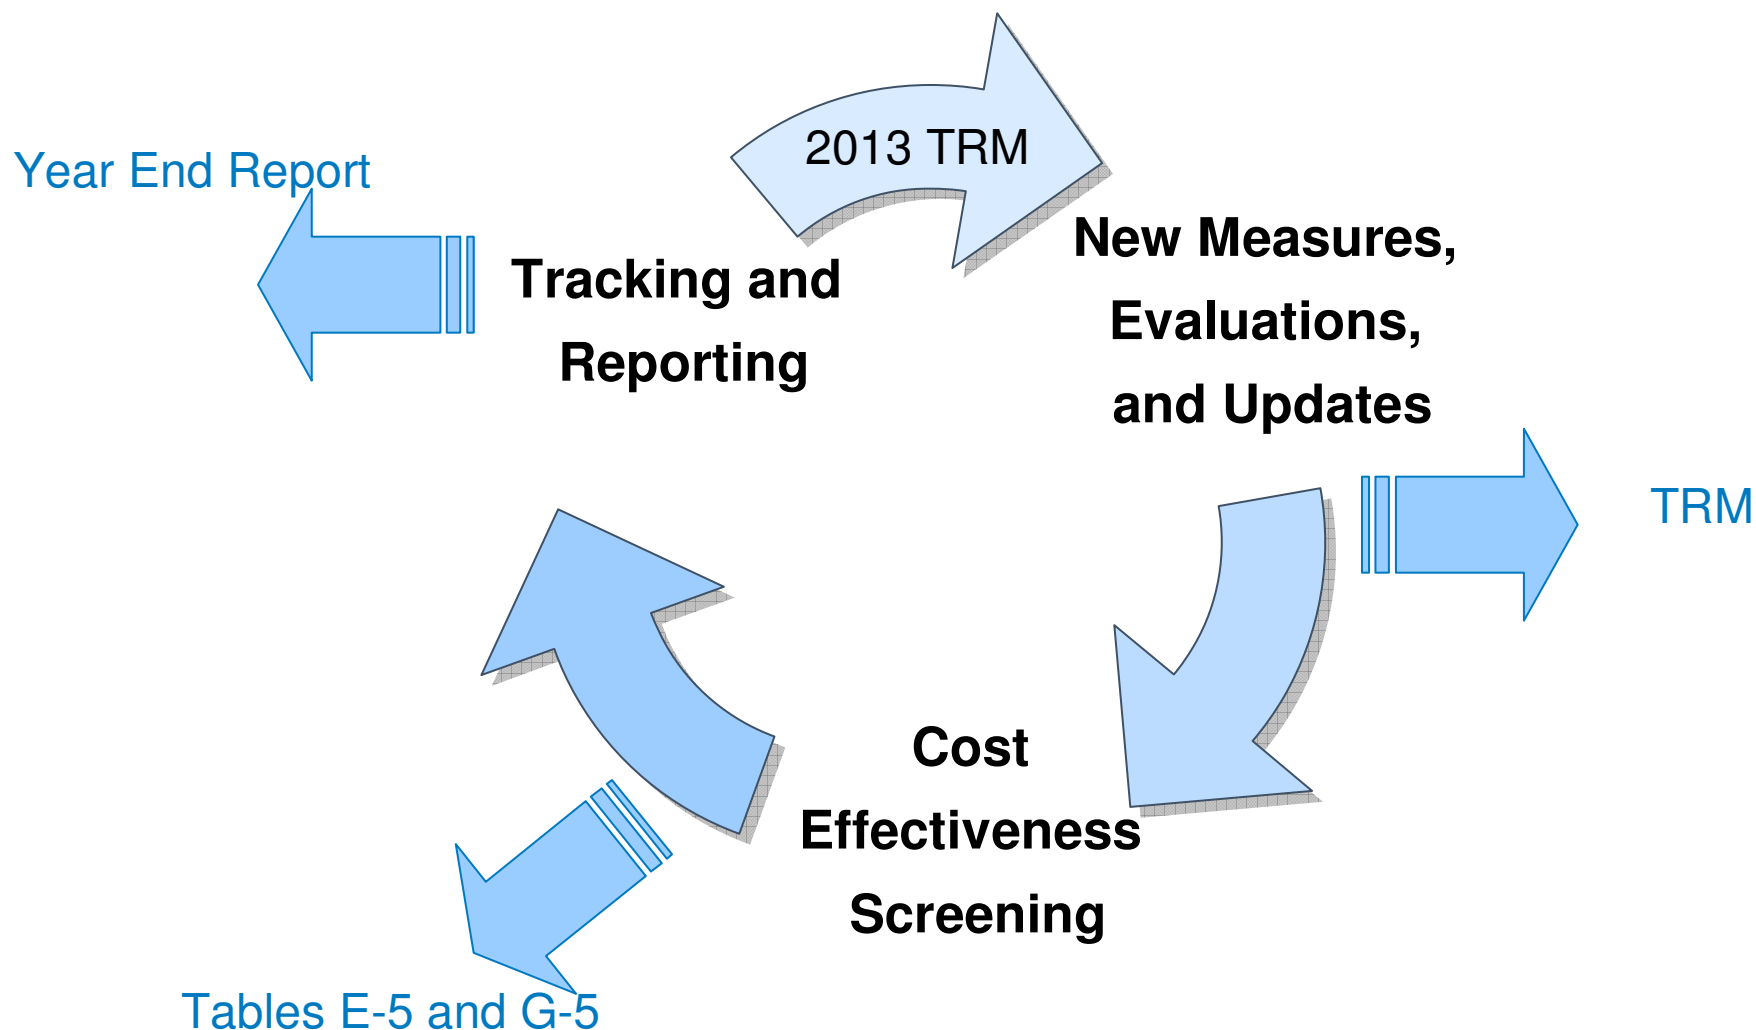 2013 TRM
Year End Report
Tracking and
Reporting
New Measures,
Evaluations,
and Updates
TRM
Cost
Effectiveness
Screening
Tables E-5 and G-5